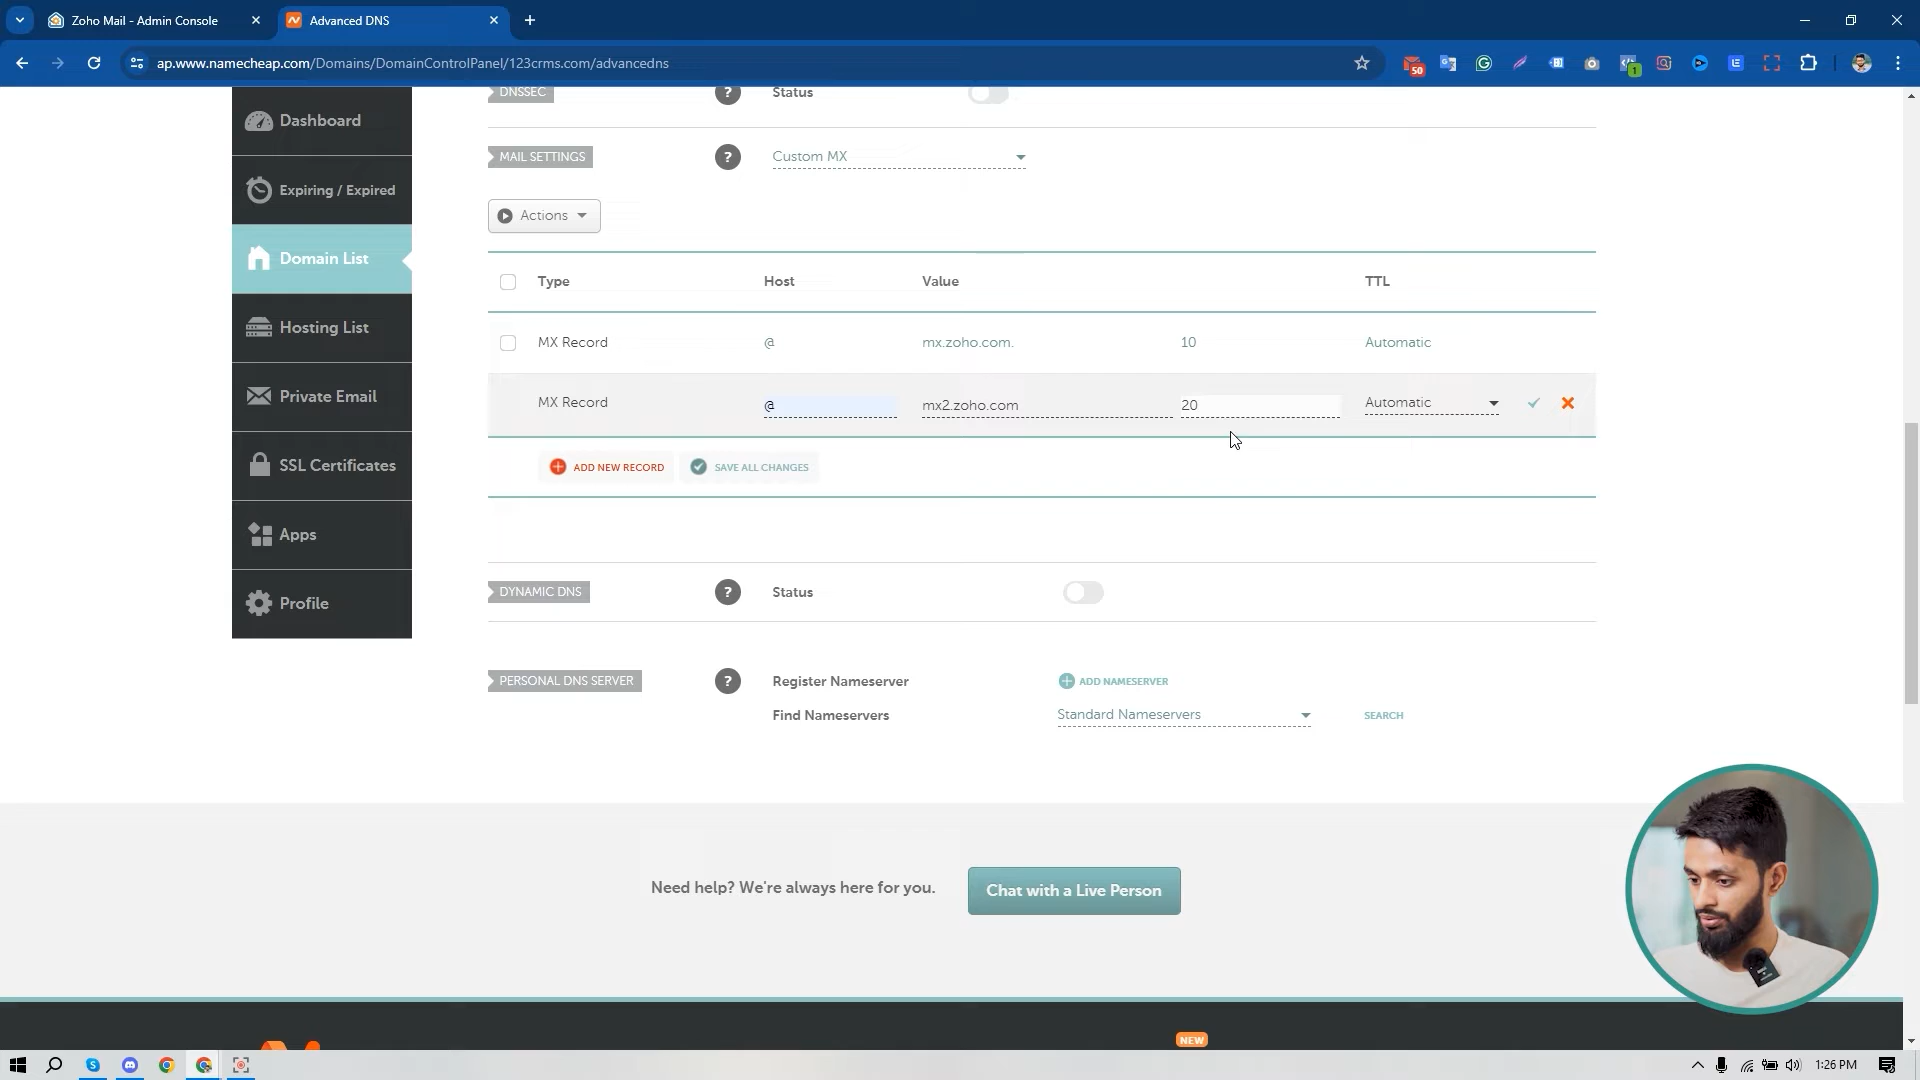 Zoho Mail - Admin Console
Advanced DNS
ap.www.namecheap.com/Domains/DomainControlPanel/123crms.com/advancedns
50
1
Dashboard
Expiring / Expired
Domain List
Hosting List
Private Email
SSL Certificates
Apps
Profile
DNSSEC
?
Status
MAIL SETTINGS
?
Custom MX
Actions
Type Host Value TTL
MX Record @ mx.zoho.com. 10 Automatic
MX Record @ mx2.zoho.com 20 Automatic
ADD NEW RECORD
SAVE ALL CHANGES
DYNAMIC DNS
?
Status
PERSONAL DNS SERVER
?
Register Nameserver
ADD NAMESERVER
Find Nameservers
Standard Nameservers
SEARCH
Need help? We're always here for you.
Chat with a Live Person
NEW
1:26 PM